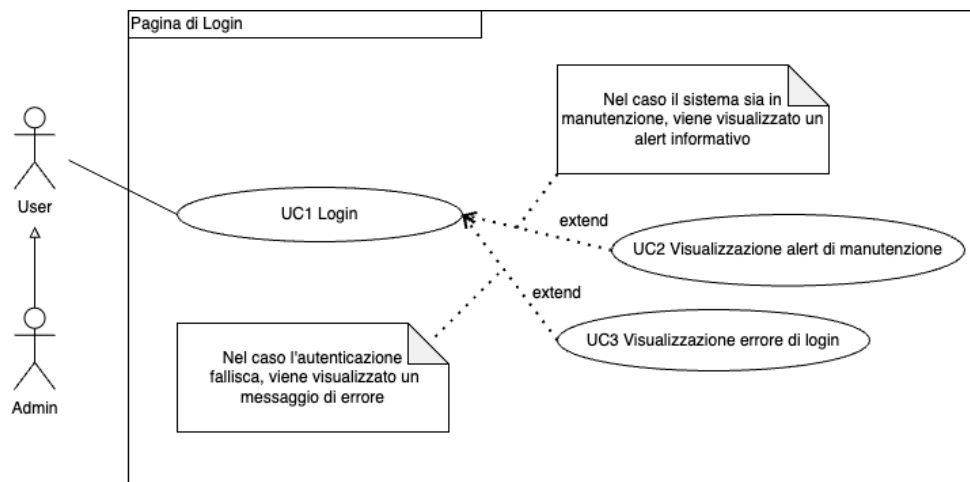 Pagina di Login
Nel caso il sistema sia in
manutenzione, viene visualizzato un
alert informativo
User
UC1 Login
extend
UC2 Visualizzazione alert di manutenzione
extend
UC3 Visualizzazione errore di login
Nel caso l'autenticazione
fallisca, viene visualizzato un
messaggio di errore
Admin